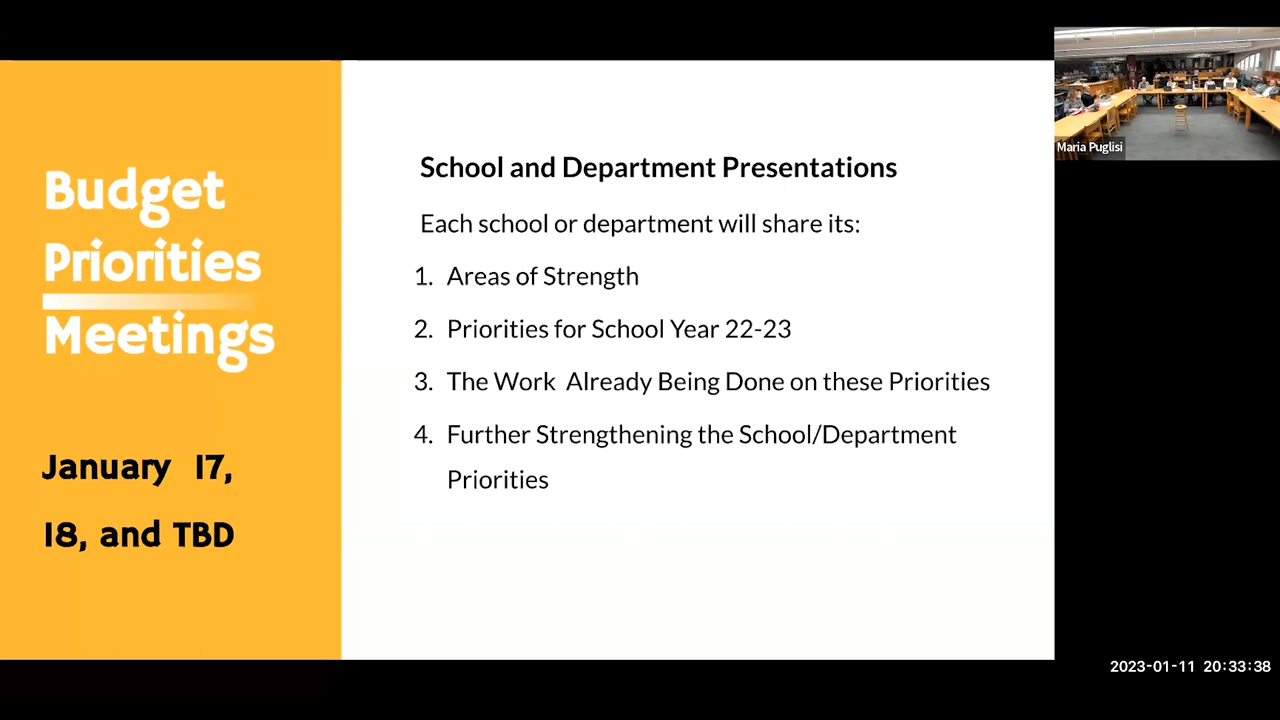 Budget
Priorities
Meetings
January 17,
18, and TBD
School and Department Presentations
Each school or department will share its:
1. Areas of Strength
2. Priorities for School Year 22-23
3. The Work Already Being Done on these Priorities
4. Further Strengthening the School/Department
Priorities
Maria Puglisi
2023-01-11 20:33:38